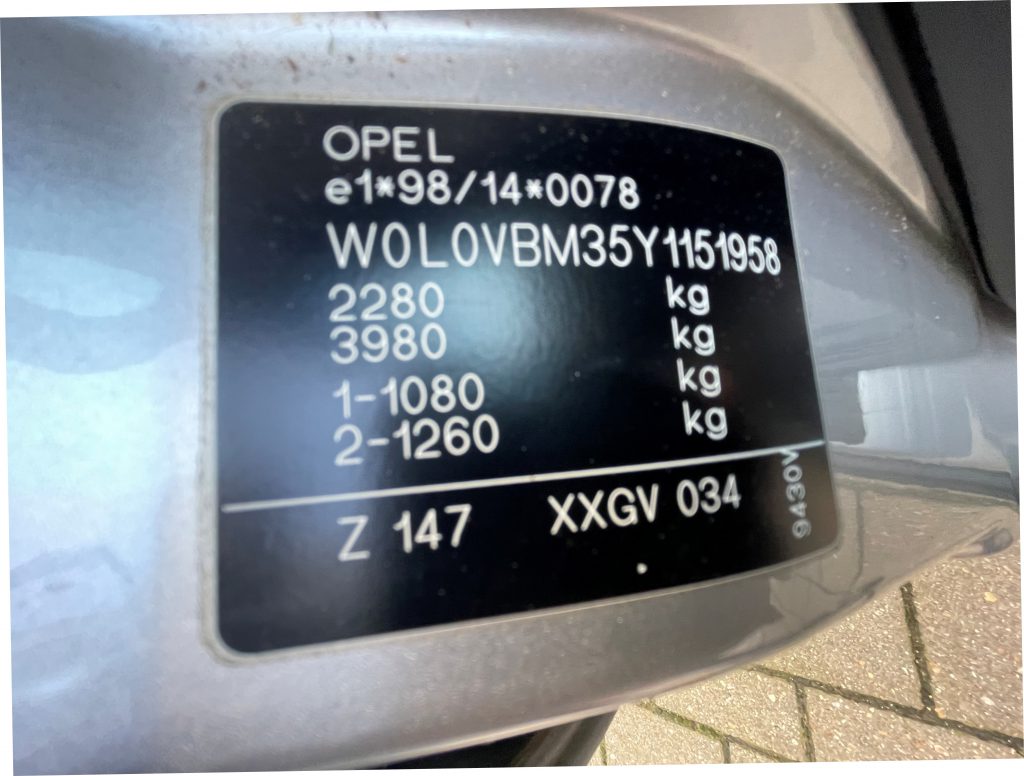 OPEL
e1*98/14*0078
W0L0VBM35Y1151958
2280 kg
3980 kg
1-1080 kg
2-1260 kg
Z 147 XXGV 034
9430V